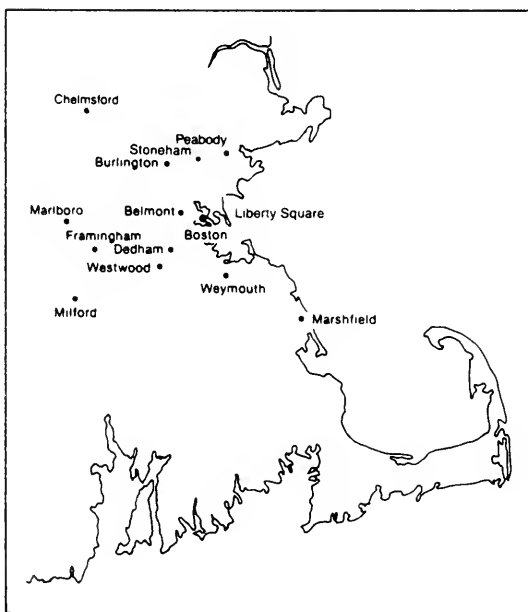 Chelmsford
Peabody
Stoneham
Burlington
Marlboro
Belmont
Liberty Square
Framingham
Dedham
Boston
Westwood
Weymouth
Milford
Marshfield